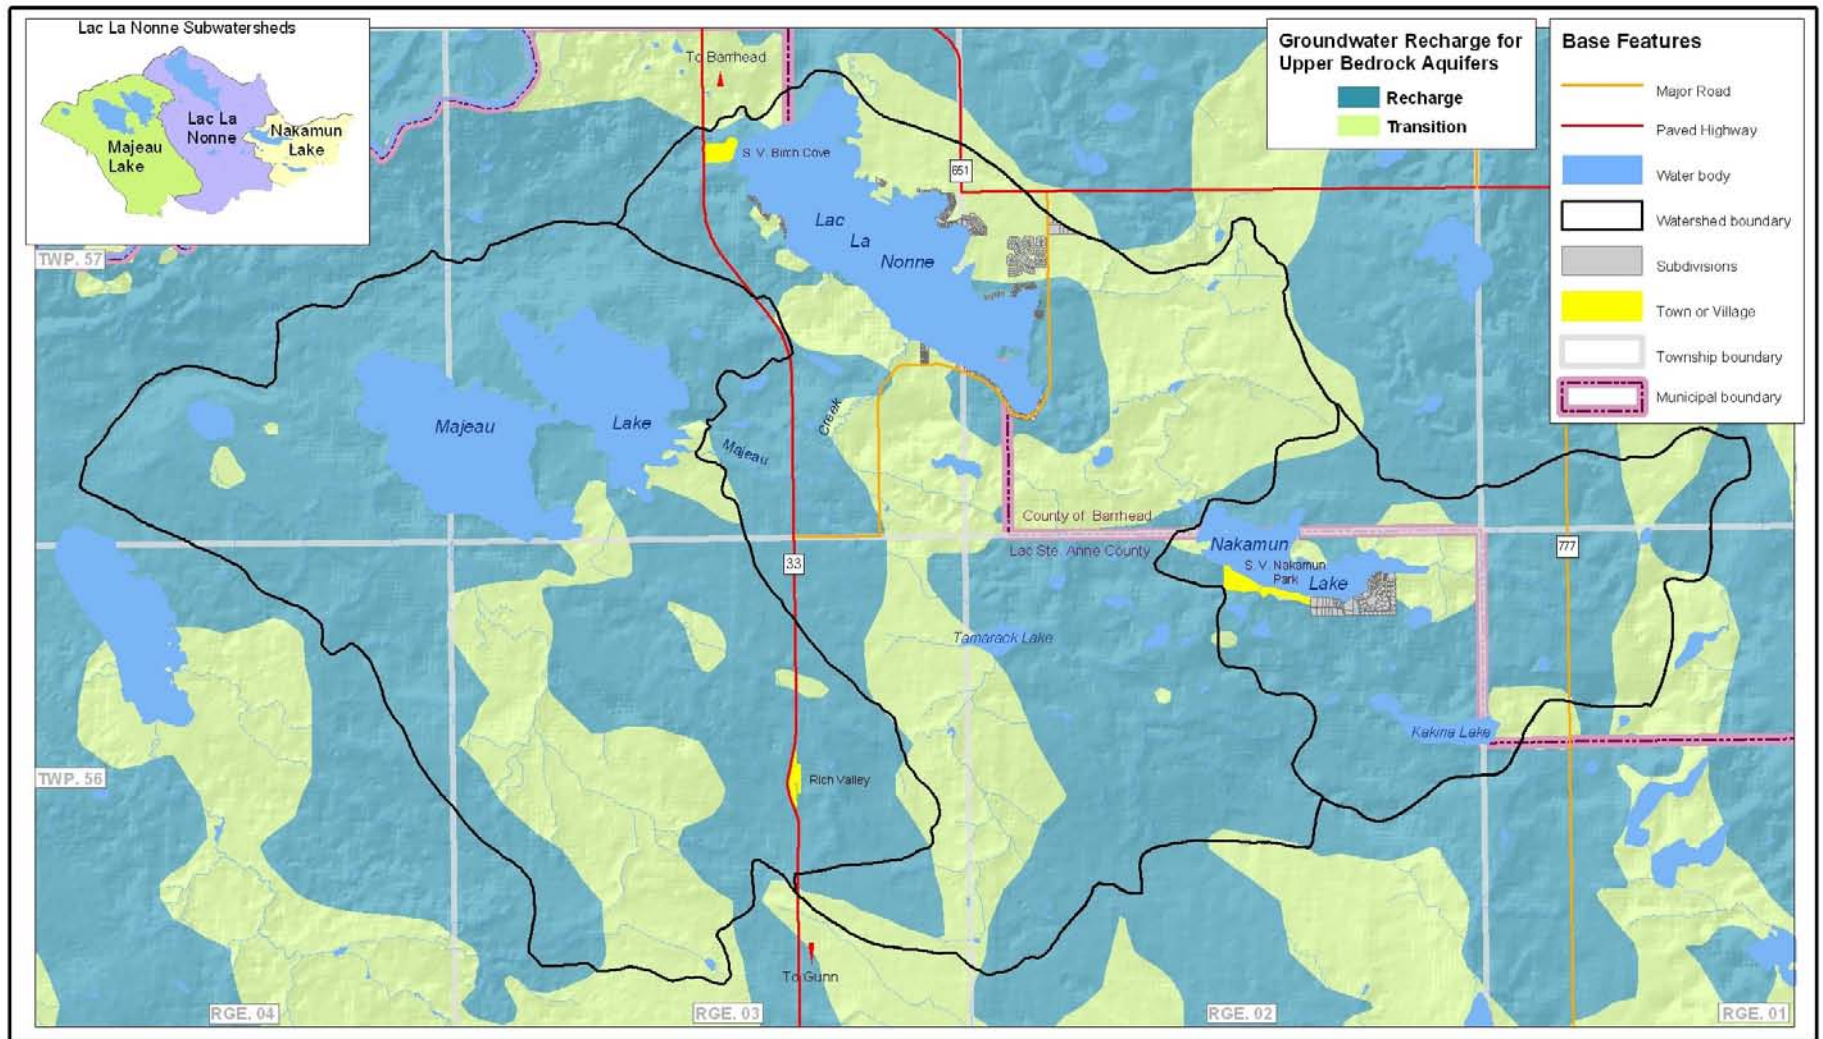 Lac La Nonne Subwatersheds
Lac La
Nonne
Nakamun
Lake
Majeau
Lake
Groundwater Recharge for
Upper Bedrock Aquifers
Recharge
Transition
Base Features
Major Road
Paved Highway
Water body
Watershed boundary
Subdivisions
Town or Village
Township boundary
Municipal boundary
To Barrhead
S. V. Birch Cove
651
Lac
La
Nonne
TWP. 57
Majeau
Lake
Creek
Majeau
County of Barrhead
Lac Ste. Anne County
33
777
Nakamun
S. V. Nakamun
Park
Lake
Tamarack Lake
Kakina Lake
TWP. 56
Rich Valley
To Gunn
RGE. 04
RGE. 03
RGE. 02
RGE. 01